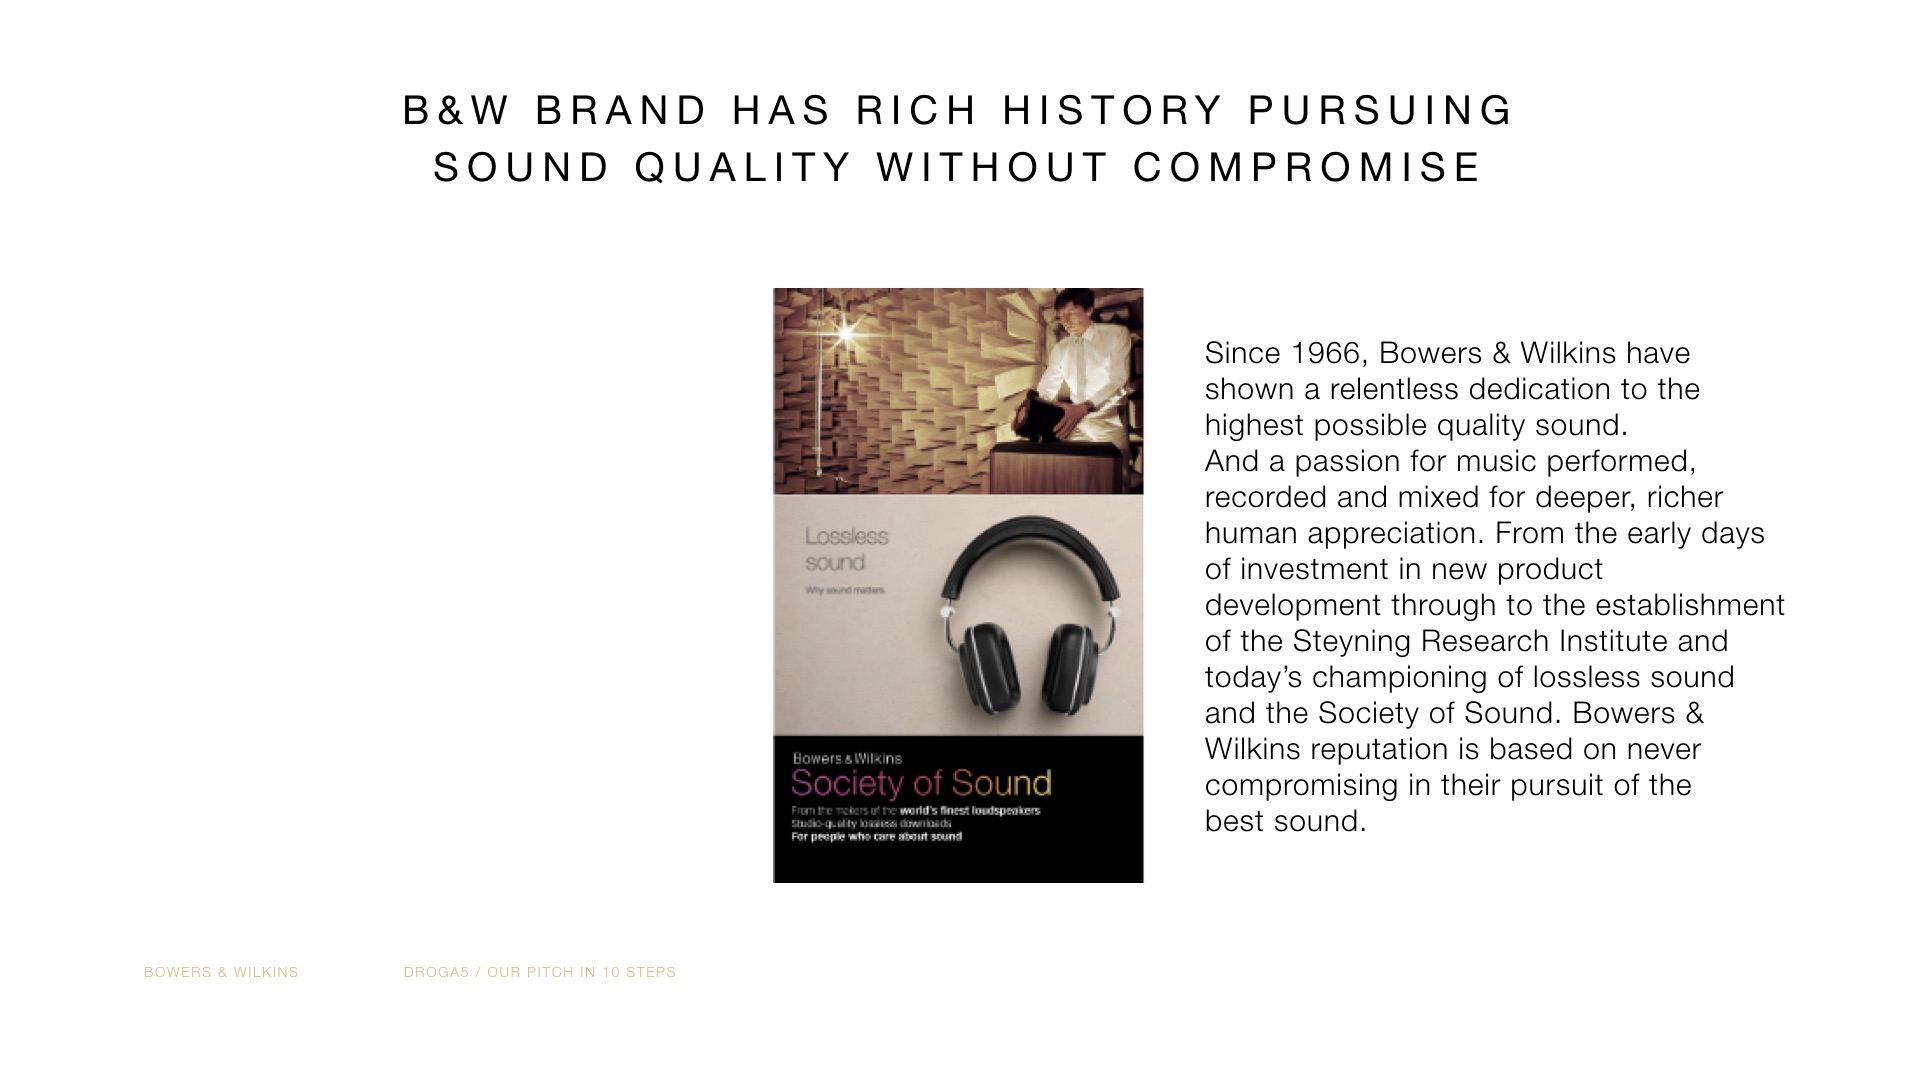 B&W BRAND HAS RICH HISTORY PURSUING
SOUND QUALITY WITHOUT COMPROMISE
Lossless
sound
Why sound matters.
Bowers & Wilkins
Society of Sound
From the makers of the world's finest loudspeakers
Studio-quality lossless downloads
For people who care about sound
Since 1966, Bowers & Wilkins have
shown a relentless dedication to the
highest possible quality sound.
And a passion for music performed,
recorded and mixed for deeper, richer
human appreciation. From the early days
of investment in new product
development through to the establishment
of the Steyning Research Institute and
today’s championing of lossless sound
and the Society of Sound. Bowers &
Wilkins reputation is based on never
compromising in their pursuit of the
best sound.
BOWERS & WILKINS
DROGA5 / OUR PITCH IN 10 STEPS